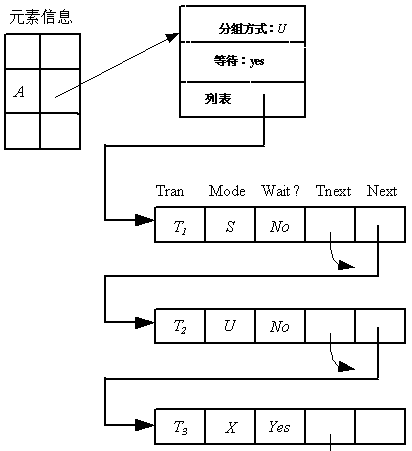 元素信息
分组方式：U
等待：yes
A
列表
Tran Mode Wait？ Tnext Next
T1 S No
T2 U No
T3 X Yes